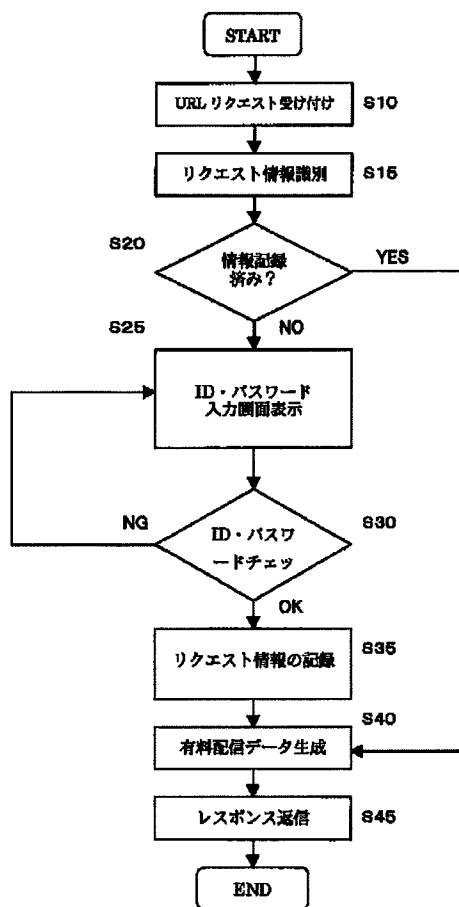 START
URL リクエスト受け付け
S10
リクエスト情報識別
S15
S20
情報記録
済み？
YES
NO
S25
ID・パスワード
入力画面表示
NG
ID・パスワ
ードチェッ
S30
OK
リクエスト情報の記録
S35
S40
有料配信データ生成
レスポンス返信
S45
END